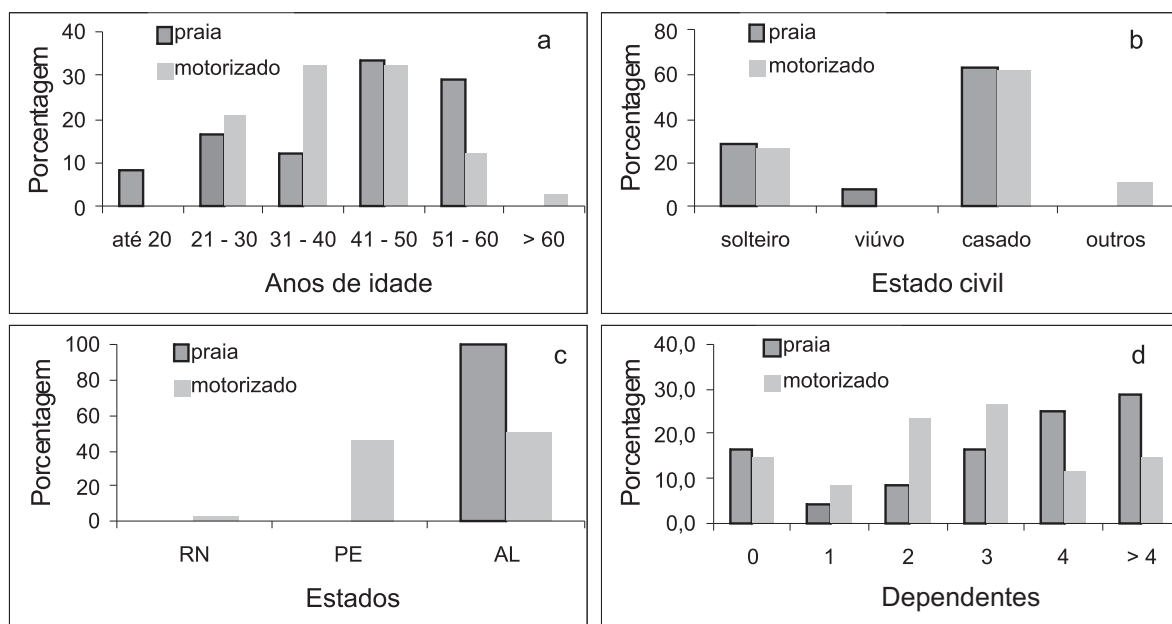 a
praia
motorizado
Porcentagem
40
30
20
10
0
até 20 21 - 30 31 - 40 41 - 50 51 - 60 > 60
Anos de idade
b
praia
motorizado
Porcentagem
80
60
40
20
0
solteiro viúvo casado outros
Estado civil
c
praia
motorizado
Porcentagem
100
80
60
40
20
0
RN PE AL
Estados
d
praia
motorizado
Porcentagem
40,0
30,0
20,0
10,0
0,0
0 1 2 3 4 > 4
Dependentes